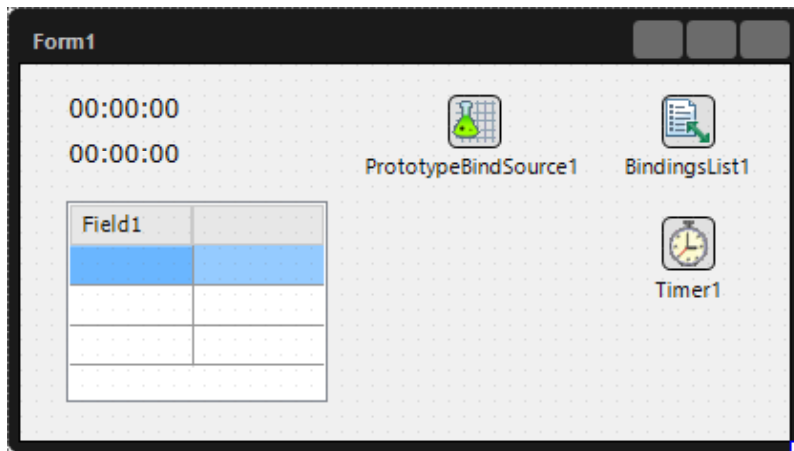 Form1
00:00:00
00:00:00
PrototypeBindSource1
BindingsList1
Field1
Timer1